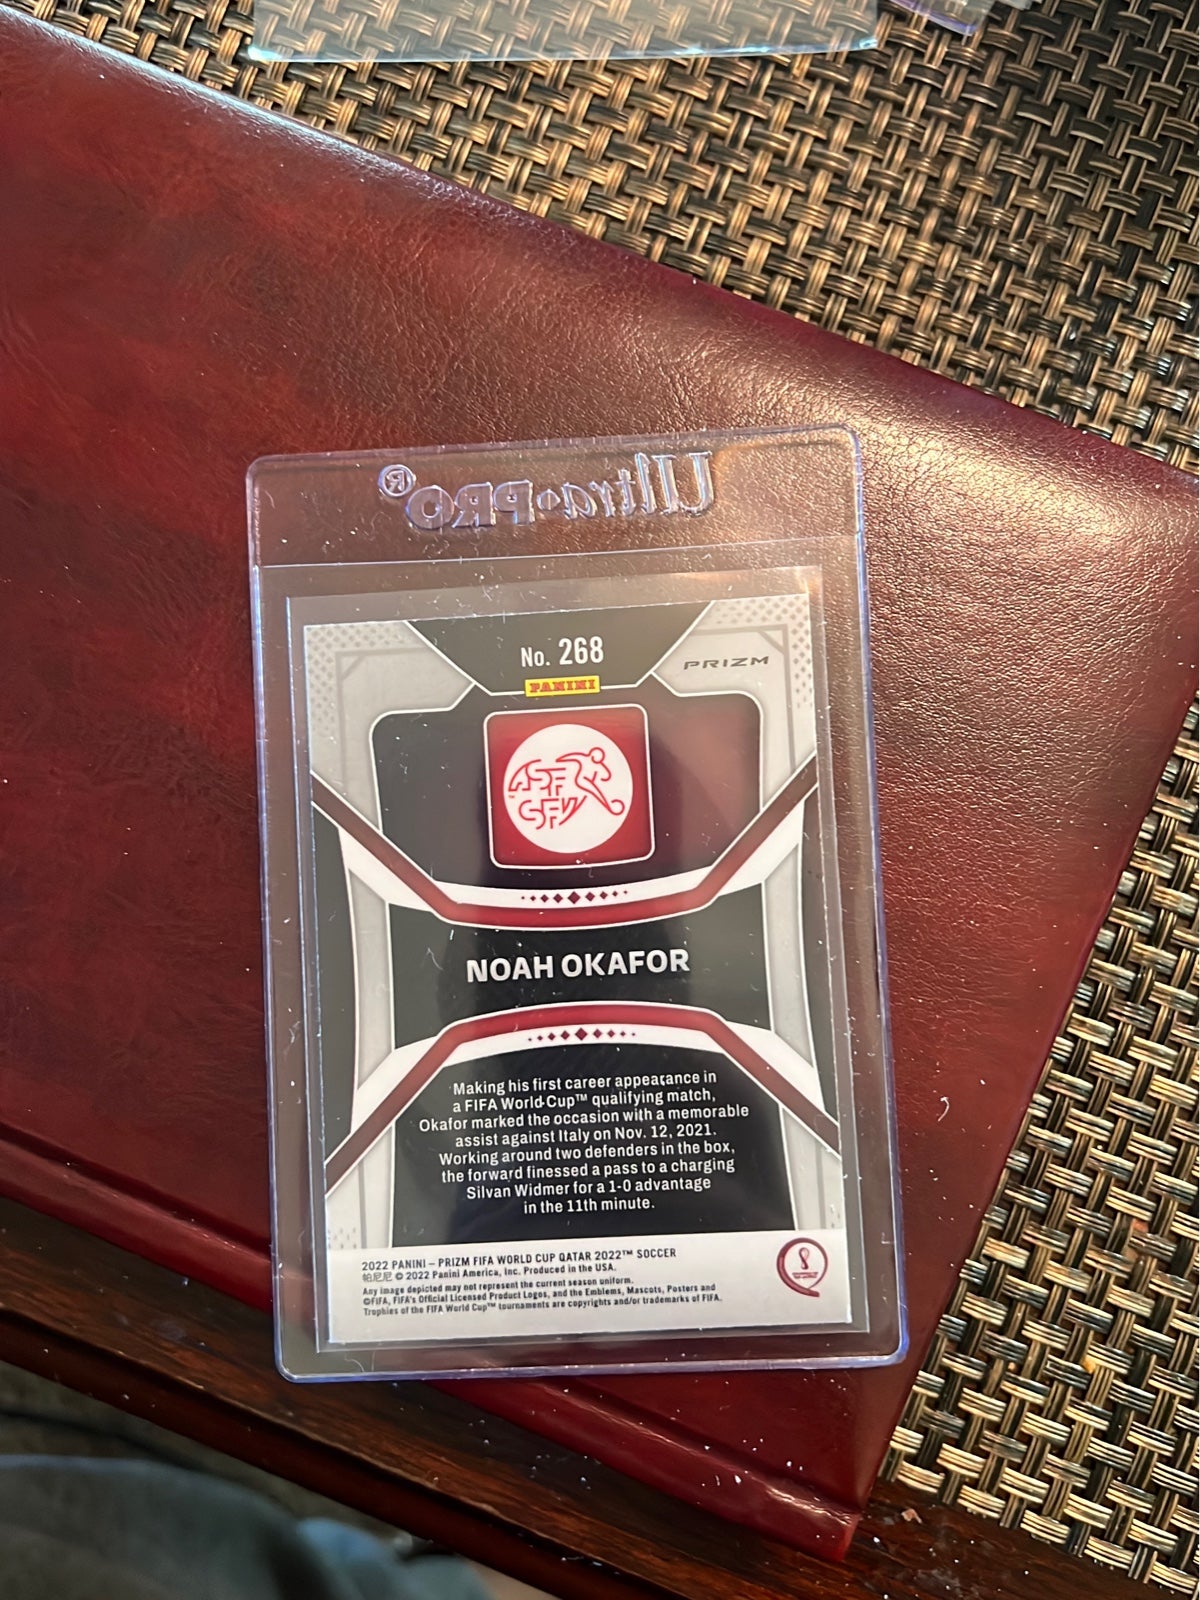 Ultra•PRO®
No. 268
PRIZM
PANINI
ASF
SFV
NOAH OKAFOR
Making his first career appearance in
a FIFA World Cup™ qualifying match,
Okafor marked the occasion with a memorable
assist against Italy on Nov. 12, 2021.
Working around two defenders in the box,
the forward finessed a pass to a charging
Silvan Widmer for a 1-0 advantage
in the 11th minute.
2022 PANINI – PRIZM FIFA WORLD CUP QATAR 2022™ SOCCER
帕尼尼 © 2022 Panini America, Inc. Produced in the USA.
Any image depicted may not represent the current season uniform.
©FIFA, FIFA's Official Licensed Product Logos, and the Emblems, Mascots, Posters and
Trophies of the FIFA World Cup™ tournaments are copyrights and/or trademarks of FIFA.